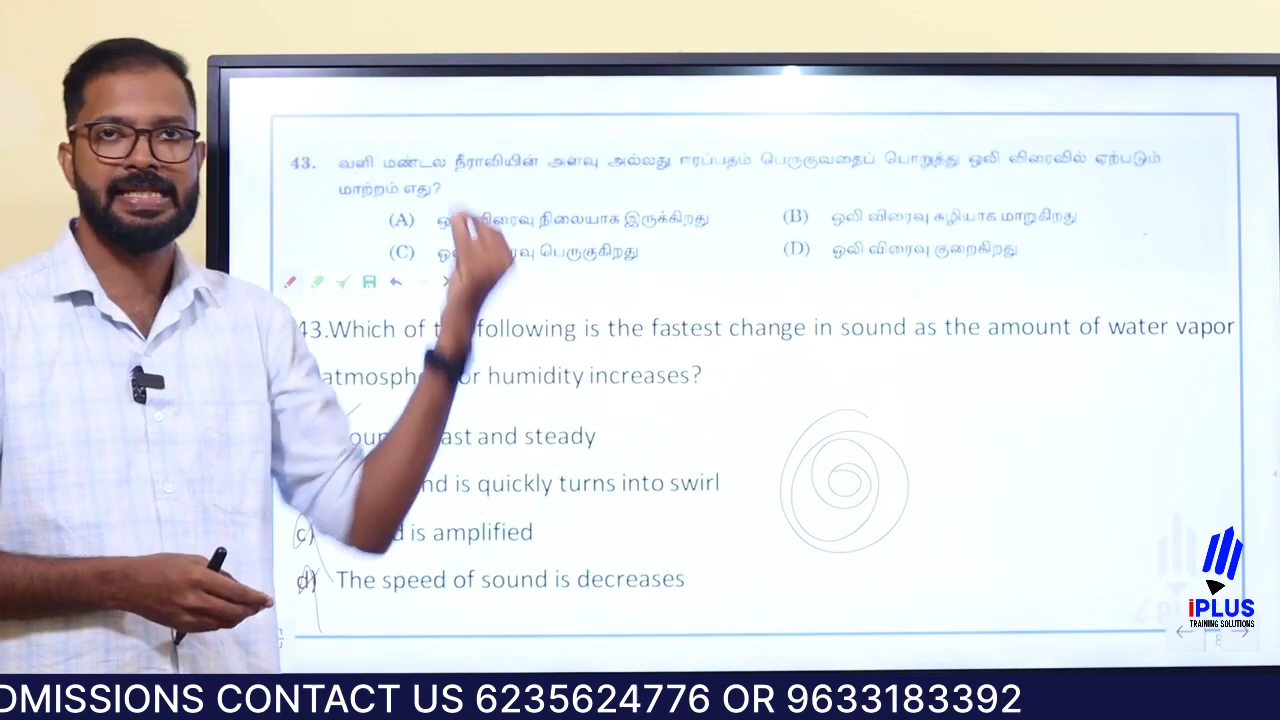 43. வளி மண்டல நீராவியின் அளவு அல்லது ஈரப்பதம் பெருகுவதைப் பொறுத்து ஒலி விரைவில் ஏற்படும்
மாற்றம் எது?
(A) விரைவு நிலையாக இருக்கிறது (B) ஒலி விரைவு சுழியாக மாறுகிறது
(C) பெருகுகிறது (D) ஒலி விரைவு குறைகிறது
43.Which of following is the fastest change in sound as the amount of water vapor
or humidity increases?
and steady
is quickly turns into swirl
c) is amplified
d) The speed of sound is decreases
iPLUS
TRAINING SOLUTIONS
DMISSIONS CONTACT US 6235624776 OR 9633183392